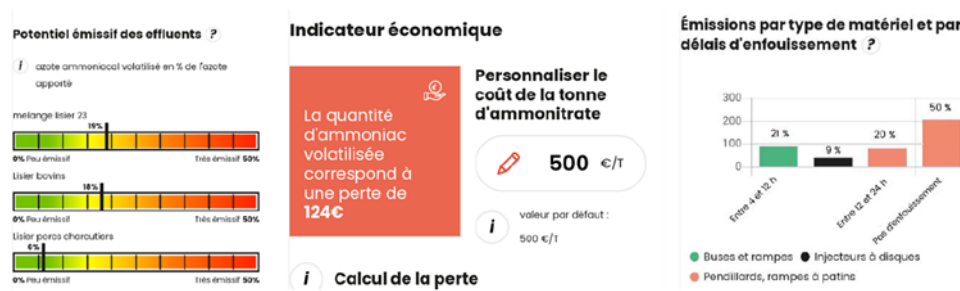 Potentiel émissif des effluents ?
i azote ammoniacal volatilisé en % de l'azote
apporté
melange lisier 23
19%
0% Peu émissif Très émissif 50%
Lisier bovins
18%
0% Peu émissif Très émissif 50%
Lisier porcs charcutiers
6%
0% Peu émissif Très émissif 50%
Indicateur économique
La quantité
d'ammoniac
volatilisée
correspond à
une perte de
124€
Personnaliser le
coût de la tonne
d'ammonitrate
500 €/T
i valeur par défaut :
500 €/T
i Calcul de la perte
Émissions par type de matériel et par
délais d'enfouissement ?
300
200
100
0
21 %
9 %
20 %
50 %
Entre 4 et 12 h
Entre 12 et 24 h
Pas d'enfouissement
Buses et rampes Injecteurs à disques
Pendillards, rampes à patins